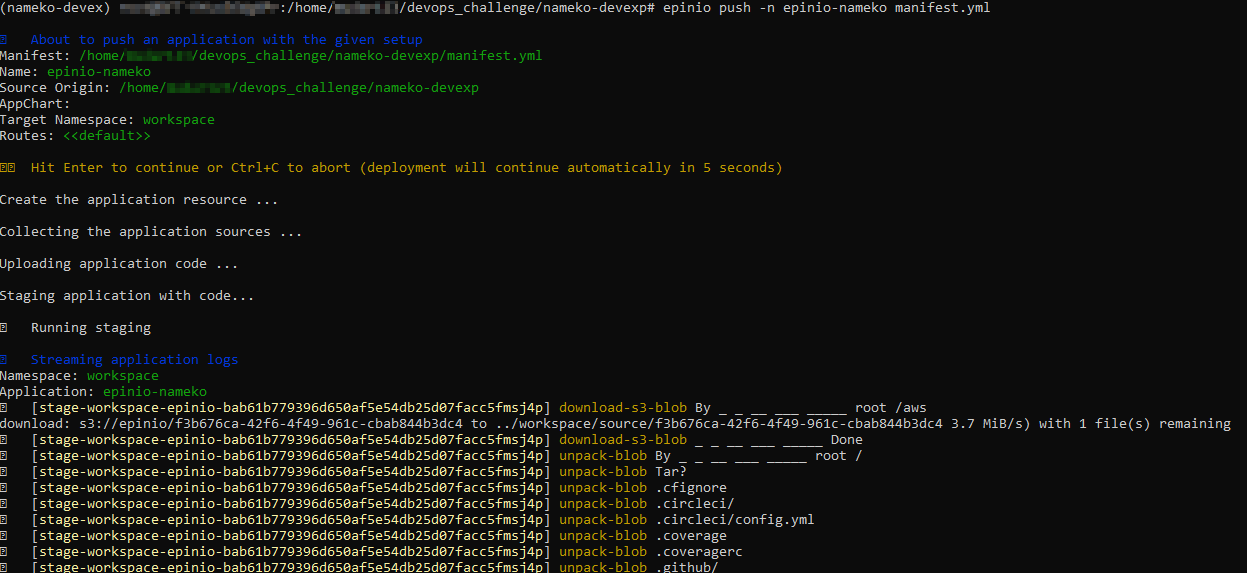 (nameko-devex) :/home/ /devops_challenge/nameko-devexp# epinio push -n epinio-nameko manifest.yml
About to push an application with the given setup
Manifest: /home/ /devops_challenge/nameko-devexp/manifest.yml
Name: epinio-nameko
Source Origin: /home/ /devops_challenge/nameko-devexp
AppChart:
Target Namespace: workspace
Routes: <<default>>
Hit Enter to continue or Ctrl+C to abort (deployment will continue automatically in 5 seconds)
Create the application resource ...
Collecting the application sources ...
Uploading application code ...
Staging application with code...
Running staging
Streaming application logs
Namespace: workspace
Application: epinio-nameko
[stage-workspace-epinio-bab61b779396d650af5e54db25d07facc5fmsj4p] download-s3-blob By _ _ __ ___ _____ root /aws
download: s3://epinio/f3b676ca-42f6-4f49-961c-cbab844b3dc4 to ../workspace/source/f3b676ca-42f6-4f49-961c-cbab844b3dc4 3.7 MiB/s) with 1 file(s) remaining
[stage-workspace-epinio-bab61b779396d650af5e54db25d07facc5fmsj4p] download-s3-blob _ _ __ ___ _____ Done
[stage-workspace-epinio-bab61b779396d650af5e54db25d07facc5fmsj4p] unpack-blob By _ _ __ ___ _____ root /
[stage-workspace-epinio-bab61b779396d650af5e54db25d07facc5fmsj4p] unpack-blob Tar?
[stage-workspace-epinio-bab61b779396d650af5e54db25d07facc5fmsj4p] unpack-blob .cfignore
[stage-workspace-epinio-bab61b779396d650af5e54db25d07facc5fmsj4p] unpack-blob .circleci/
[stage-workspace-epinio-bab61b779396d650af5e54db25d07facc5fmsj4p] unpack-blob .circleci/config.yml
[stage-workspace-epinio-bab61b779396d650af5e54db25d07facc5fmsj4p] unpack-blob .coverage
[stage-workspace-epinio-bab61b779396d650af5e54db25d07facc5fmsj4p] unpack-blob .coveragerc
[stage-workspace-epinio-bab61b779396d650af5e54db25d07facc5fmsj4p] unpack-blob .github/